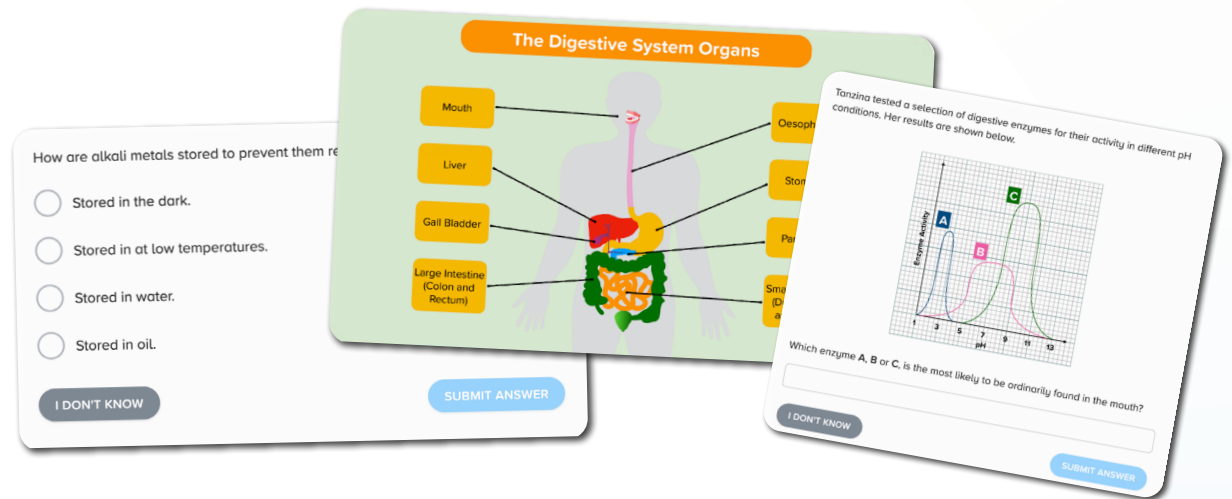 How are alkali metals stored to prevent them re
Stored in the dark.
Stored in at low temperatures.
Stored in water.
Stored in oil.
I DON'T KNOW
SUBMIT ANSWER
The Digestive System Organs
Mouth
Liver
Gall Bladder
Large Intestine
(Colon and
Rectum)
Oesoph
Ston
Pan
Sma
(D
a
Tanzina tested a selection of digestive enzymes for their activity in different pH
conditions. Her results are shown below.
Enzyme Activity
A
B
C
1 3 5 7 9 11 13
pH
Which enzyme A, B or C, is the most likely to be ordinarily found in the mouth?
I DON'T KNOW
SUBMIT ANSWER